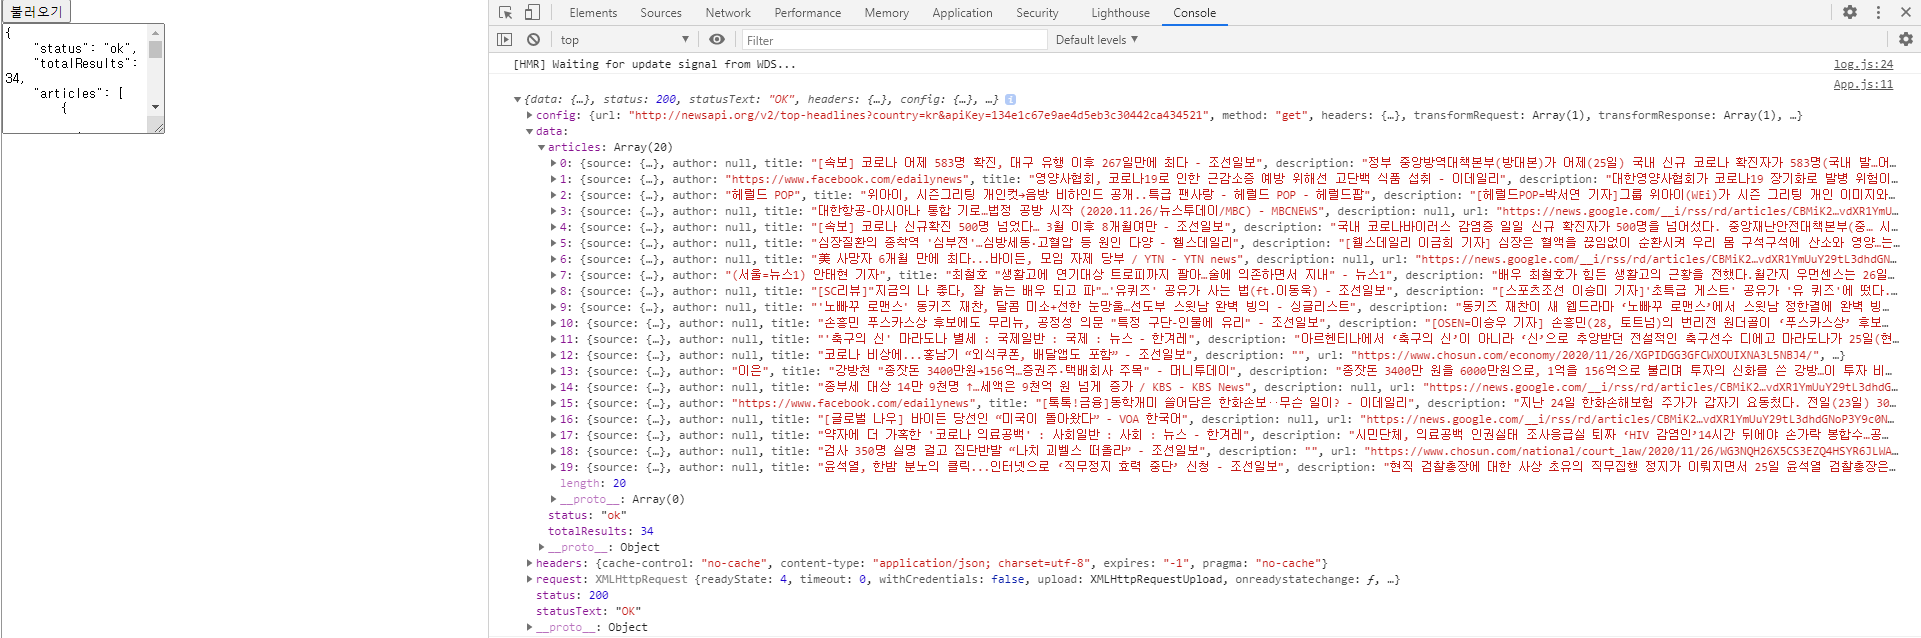 불러오기
{
"status": "ok",
"totalResults":
34,
"articles": [
{
Elements Sources Network Performance Memory Application Security Lighthouse Console
top Filter Default levels
[HMR] Waiting for update signal from WDS... log.js:24
App.js:11
{data: {…}, status: 200, statusText: "OK", headers: {…}, config: {…}, …}
config: {url: "http://newsapi.org/v2/top-headlines?country=kr&apiKey=134e1c67e9ae4d5eb3c30442ca434521", method: "get", headers: {…}, transformRequest: Array(1), transformResponse: Array(1), …}
data:
articles: Array(20)
0: {source: {…}, author: null, title: "[속보] 코로나 어제 583명 확진, 대구 유행 이후 267일만에 최다 - 조선일보", description: "정부 중앙방역대책본부(방대본)가 어제(25일) 국내 신규 코로나 확진자가 583명(국내 발…어…
1: {source: {…}, author: "https://www.facebook.com/edailynews", title: "영양사협회, 코로나19로 인한 근감소증 예방 위해선 고단백 식품 섭취 - 이데일리", description: "대한영양사협회가 코로나19 장기화로 발병 위험이…
2: {source: {…}, author: "헤럴드 POP", title: "위아이, 시즌그리팅 개인컷→음방 비하인드 공개..특급 팬사랑 - 헤럴드 POP - 헤럴드팝", description: "[헤럴드POP=박서연 기자]그룹 위아이(WEi)가 시즌 그리팅 개인 이미지와…
3: {source: {…}, author: null, title: "대한항공-아시아나 통합 기로…법정 공방 시작 (2020.11.26/뉴스투데이/MBC) - MBCNEWS", description: null, url: "https://news.google.com/__i/rss/rd/articles/CBMiK2…vdXR1YmU…
4: {source: {…}, author: null, title: "[속보] 코로나 신규확진 500명 넘었다… 3월 이후 8개월여만 - 조선일보", description: "국내 코로나바이러스 감염증 일일 신규 확진자가 500명을 넘어섰다. 중앙재난안전대책본부(중… 시…
5: {source: {…}, author: null, title: "심장질환의 종착역 '심부전'…심방세동·고혈압 등 원인 다양 - 헬스데일리", description: "[웰스데일리 이금희 기자] 심장은 혈액을 끊임없이 순환시켜 우리 몸 구석구석에 산소와 영양…는…
6: {source: {…}, author: null, title: "美 사망자 6개월 만에 최다...바이든, 모임 자제 당부 / YTN - YTN news", description: null, url: "https://news.google.com/__i/rss/rd/articles/CBMiK2…vdXR1YmUuY29tL3dhdGN…
7: {source: {…}, author: "(서울=뉴스1) 안태현 기자", title: "최철호 "생활고에 연기대상 트로피까지 팔아…술에 의존하면서 지내" - 뉴스1", description: "배우 최철호가 힘든 생활고의 근황을 전했다.월간지 우먼센스는 26일…
8: {source: {…}, author: null, title: "[SC리뷰]"지금의 나 좋다, 잘 늙는 배우 되고 파"…'유퀴즈' 공유가 사는 법(ft.이동욱) - 조선일보", description: "[스포츠조선 이승미 기자]'초특급 게스트' 공유가 '유 퀴즈'에 떴다.…
9: {source: {…}, author: null, title: "'노빠꾸 로맨스' 동키즈 재찬, 달콤 미소+선한 눈망울…선도부 스윗남 완벽 빙의 - 싱글리스트", description: "동키즈 재찬이 새 웹드라마 ‘노빠꾸 로맨스’에서 스윗남 정한결에 완벽 빙…
10: {source: {…}, author: null, title: "손흥민 푸스카스상 후보에도 무리뉴, 공정성 의문 "특정 구단-인물에 유리" - 조선일보", description: "[OSEN=이승우 기자] 손흥민(28, 토트넘)의 번리전 원더골이 ‘푸스카스상’ 후보…
11: {source: {…}, author: null, title: "'축구의 신' 마라도나 별세 : 국제일반 : 국제 : 뉴스 - 한겨레", description: "아르헨티나에서 ‘축구의 신’이 아니라 ‘신’으로 추앙받던 전설적인 축구선수 디에고 마라도나가 25일(현…
12: {source: {…}, author: null, title: "코로나 비상에...홍남기 “외식쿠폰, 배달앱도 포함” - 조선일보", description: "", url: "https://www.chosun.com/economy/2020/11/26/XGPIDGG3GFCWXOUIXNA3L5NBJ4/", …}
13: {source: {…}, author: "이은", title: "강방천 "종잣돈 3400만원→156억…증권주·택배회사 주목" - 머니투데이", description: "종잣돈 3400만 원을 6000만원으로, 1억을 156억으로 불리며 투자의 신화를 쓴 강방…이 투자 비…
14: {source: {…}, author: null, title: "종부세 대상 14만 9천명 ↑…세액은 9천억 원 넘게 증가 / KBS - KBS News", description: null, url: "https://news.google.com/__i/rss/rd/articles/CBMiK2…vdXR1YmUuY29tL3dhdG…
15: {source: {…}, author: "https://www.facebook.com/edailynews", title: "[톡톡!금융]동학개미 쓸어담은 한화손보‥무슨 일이? - 이데일리", description: "지난 24일 한화손해보험 주가가 갑자기 요동쳤다. 전일(23일) 30…
16: {source: {…}, author: null, title: "[글로벌 나우] 바이든 당선인 “미국이 돌아왔다” - VOA 한국어", description: null, url: "https://news.google.com/__i/rss/rd/articles/CBMiK2…vdXR1YmUuY29tL3dhdGNoP3Y9c0N…
17: {source: {…}, author: null, title: "약자에 더 가혹한 '코로나 의료공백' : 사회일반 : 사회 : 뉴스 - 한겨레", description: "시민단체, 의료공백 인권실태 조사응급실 퇴짜 ‘HIV 감염인’14시간 뒤에야 손가락 봉합수…공…
18: {source: {…}, author: null, title: "검사 350명 실명 걸고 집단반발 “나치 괴벨스 떠올라” - 조선일보", description: "", url: "https://www.chosun.com/national/court_law/2020/11/26/WG3NQH26X5CS3EZQ4HSYR6JLWA…
19: {source: {…}, author: null, title: "윤석열, 한밤 분노의 클릭...인터넷으로 ‘직무정지 효력 중단’ 신청 - 조선일보", description: "현직 검찰총장에 대한 사상 초유의 직무집행 정지가 이뤄지면서 25일 윤석열 검찰총장은…
length: 20
__proto__: Array(0)
status: "ok"
totalResults: 34
__proto__: Object
headers: {cache-control: "no-cache", content-type: "application/json; charset=utf-8", expires: "-1", pragma: "no-cache"}
request: XMLHttpRequest {readyState: 4, timeout: 0, withCredentials: false, upload: XMLHttpRequestUpload, onreadystatechange: ƒ, …}
status: 200
statusText: "OK"
__proto__: Object